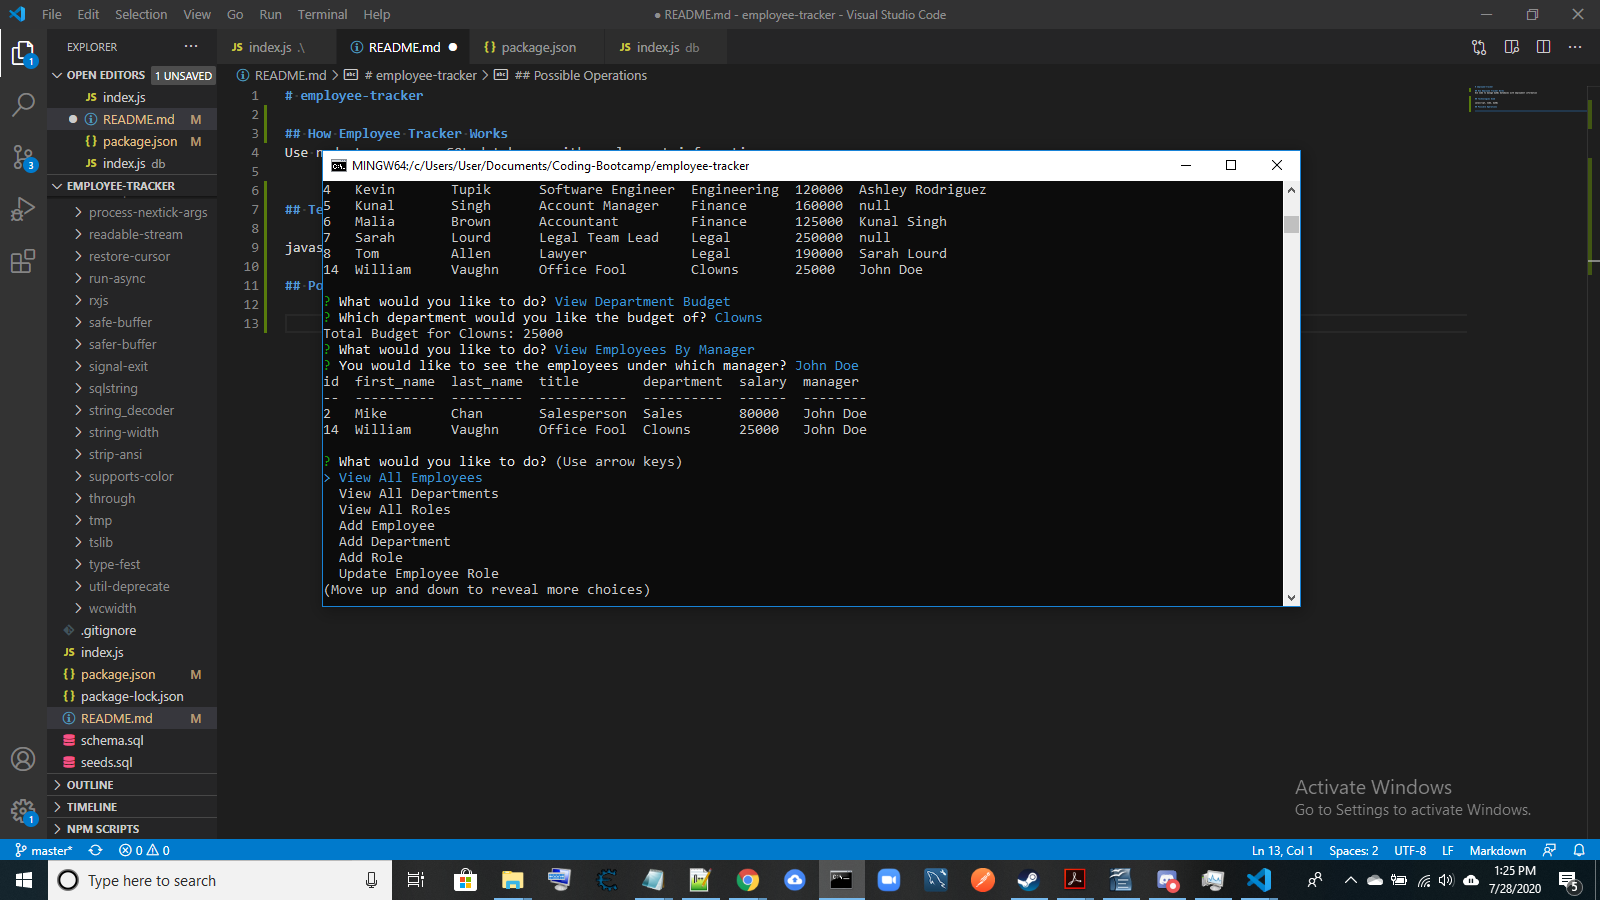 File Edit Selection View Go Run Terminal Help
● README.md - employee-tracker - Visual Studio Code
EXPLORER
OPEN EDITORS 1 UNSAVED
JS index.js
README.md M
{} package.json M
JS index.js db
EMPLOYEE-TRACKER
process-nextick-args
readable-stream
restore-cursor
run-async
rxjs
safe-buffer
safer-buffer
signal-exit
sqlstring
string_decoder
string-width
strip-ansi
supports-color
through
tmp
tslib
type-fest
util-deprecate
wcwidth
.gitignore
JS index.js
{} package.json M
{} package-lock.json
README.md M
schema.sql
seeds.sql
OUTLINE
TIMELINE
NPM SCRIPTS
JS index.js .\ README.md ● {} package.json JS index.js db
README.md > # employee-tracker > ## Possible Operations
1 # employee-tracker
2
3 ## How Employee Tracker Works
4 Use
5
6
7 ## Te
8
9 javas
10
11 ## Po
12
13
MINGW64:/c/Users/User/Documents/Coding-Bootcamp/employee-tracker
4 Kevin Tupik Software Engineer Engineering 120000 Ashley Rodriguez
5 Kunal Singh Account Manager Finance 160000 null
6 Malia Brown Accountant Finance 125000 Kunal Singh
7 Sarah Lourd Legal Team Lead Legal 250000 null
8 Tom Allen Lawyer Legal 190000 Sarah Lourd
14 William Vaughn Office Fool Clowns 25000 John Doe
? What would you like to do? View Department Budget
? Which department would you like the budget of? Clowns
Total Budget for Clowns: 25000
? What would you like to do? View Employees By Manager
? You would like to see the employees under which manager? John Doe
id first_name last_name title department salary manager
-- ---------- --------- ----------- ---------- ------ --------
2 Mike Chan Salesperson Sales 80000 John Doe
14 William Vaughn Office Fool Clowns 25000 John Doe
? What would you like to do? (Use arrow keys)
> View All Employees
View All Departments
View All Roles
Add Employee
Add Department
Add Role
Update Employee Role
(Move up and down to reveal more choices)
Activate Windows
Go to Settings to activate Windows.
master* 0 0 Ln 13, Col 1 Spaces: 2 UTF-8 LF Markdown
Type here to search
1:25 PM
7/28/2020
5